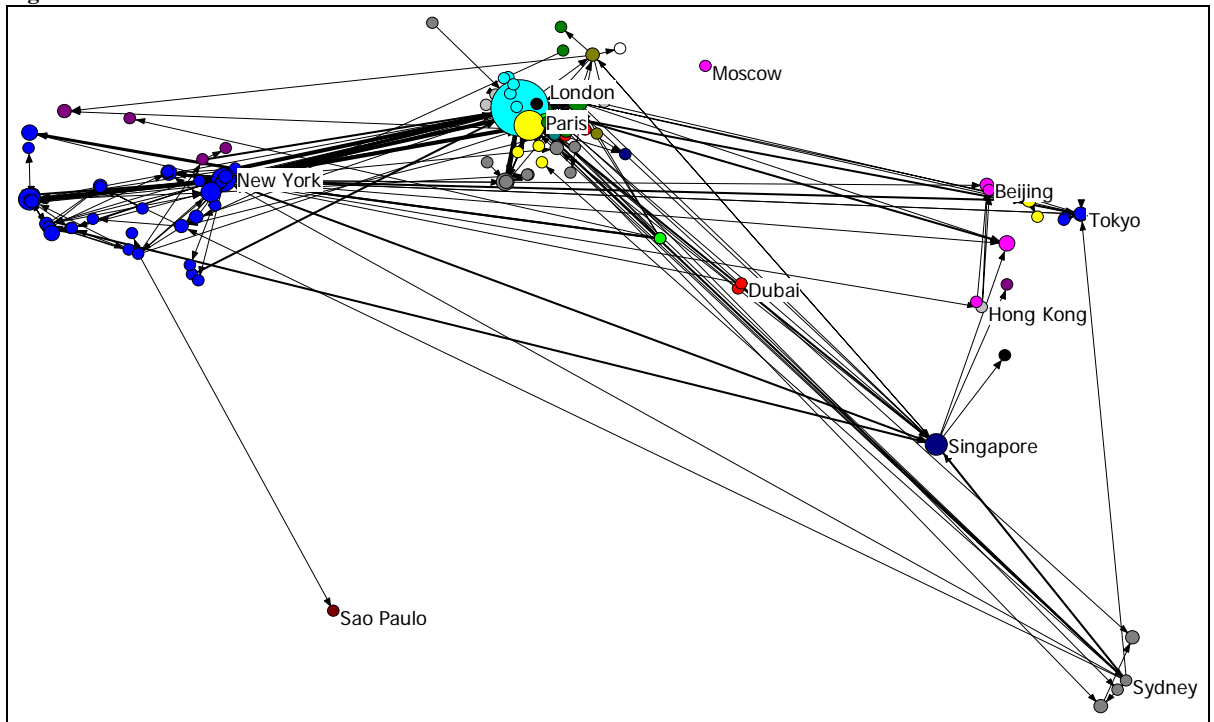 Moscow
London
Paris
New York
Beijing
Tokyo
Dubai
Hong Kong
Singapore
Sao Paulo
Sydney